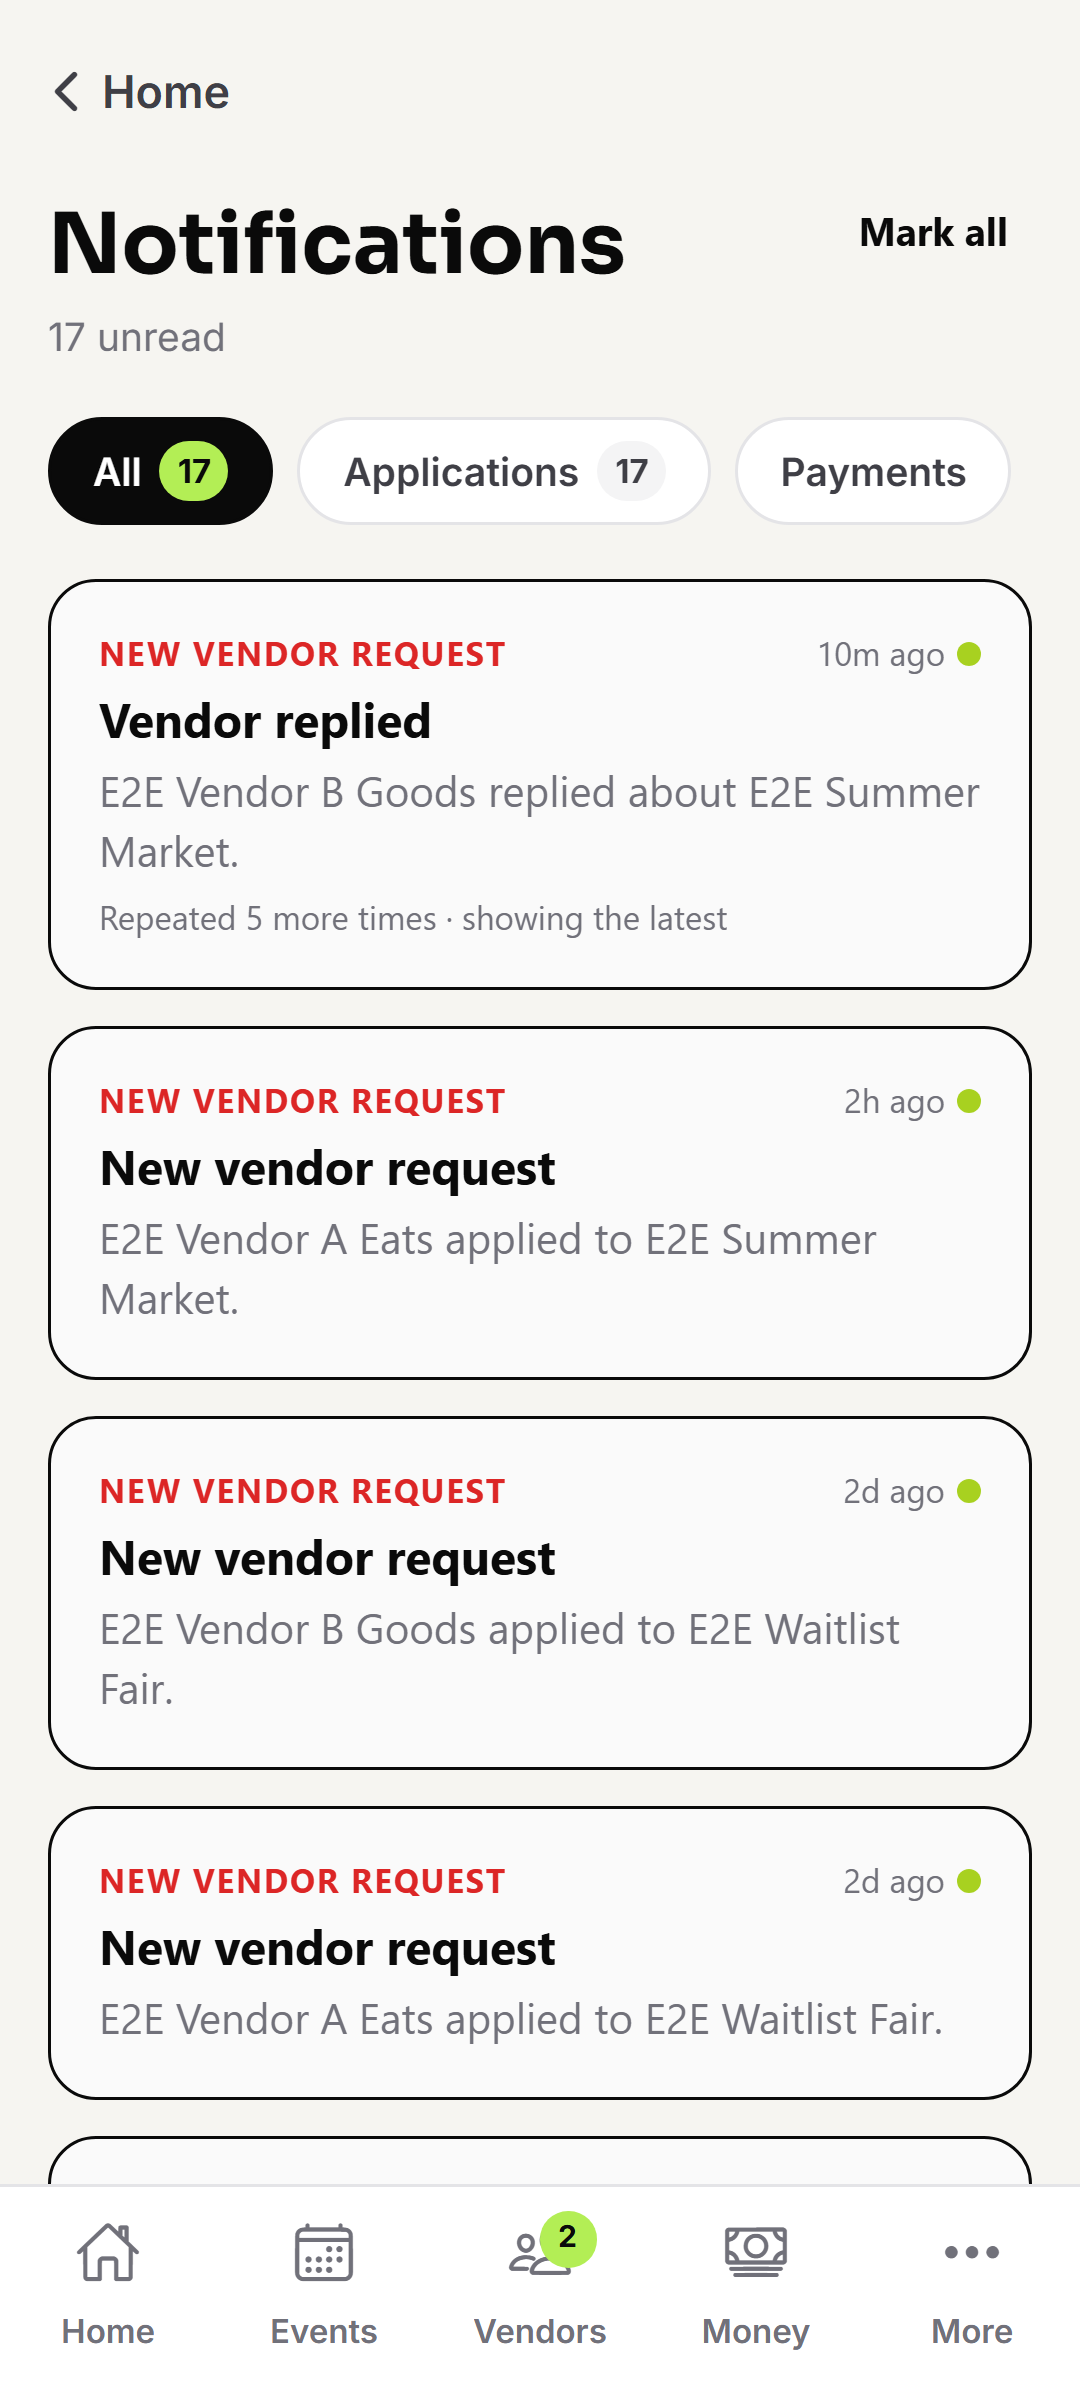 Home
Notifications
Mark all
17 unread
All 17
Applications 17
Payments
NEW VENDOR REQUEST
10m ago
Vendor replied
E2E Vendor B Goods replied about E2E Summer
Market.
Repeated 5 more times · showing the latest
NEW VENDOR REQUEST
2h ago
New vendor request
E2E Vendor A Eats applied to E2E Summer
Market.
NEW VENDOR REQUEST
2d ago
New vendor request
E2E Vendor B Goods applied to E2E Waitlist
Fair.
NEW VENDOR REQUEST
2d ago
New vendor request
E2E Vendor A Eats applied to E2E Waitlist Fair.
2
Home
Events
Vendors
Money
More